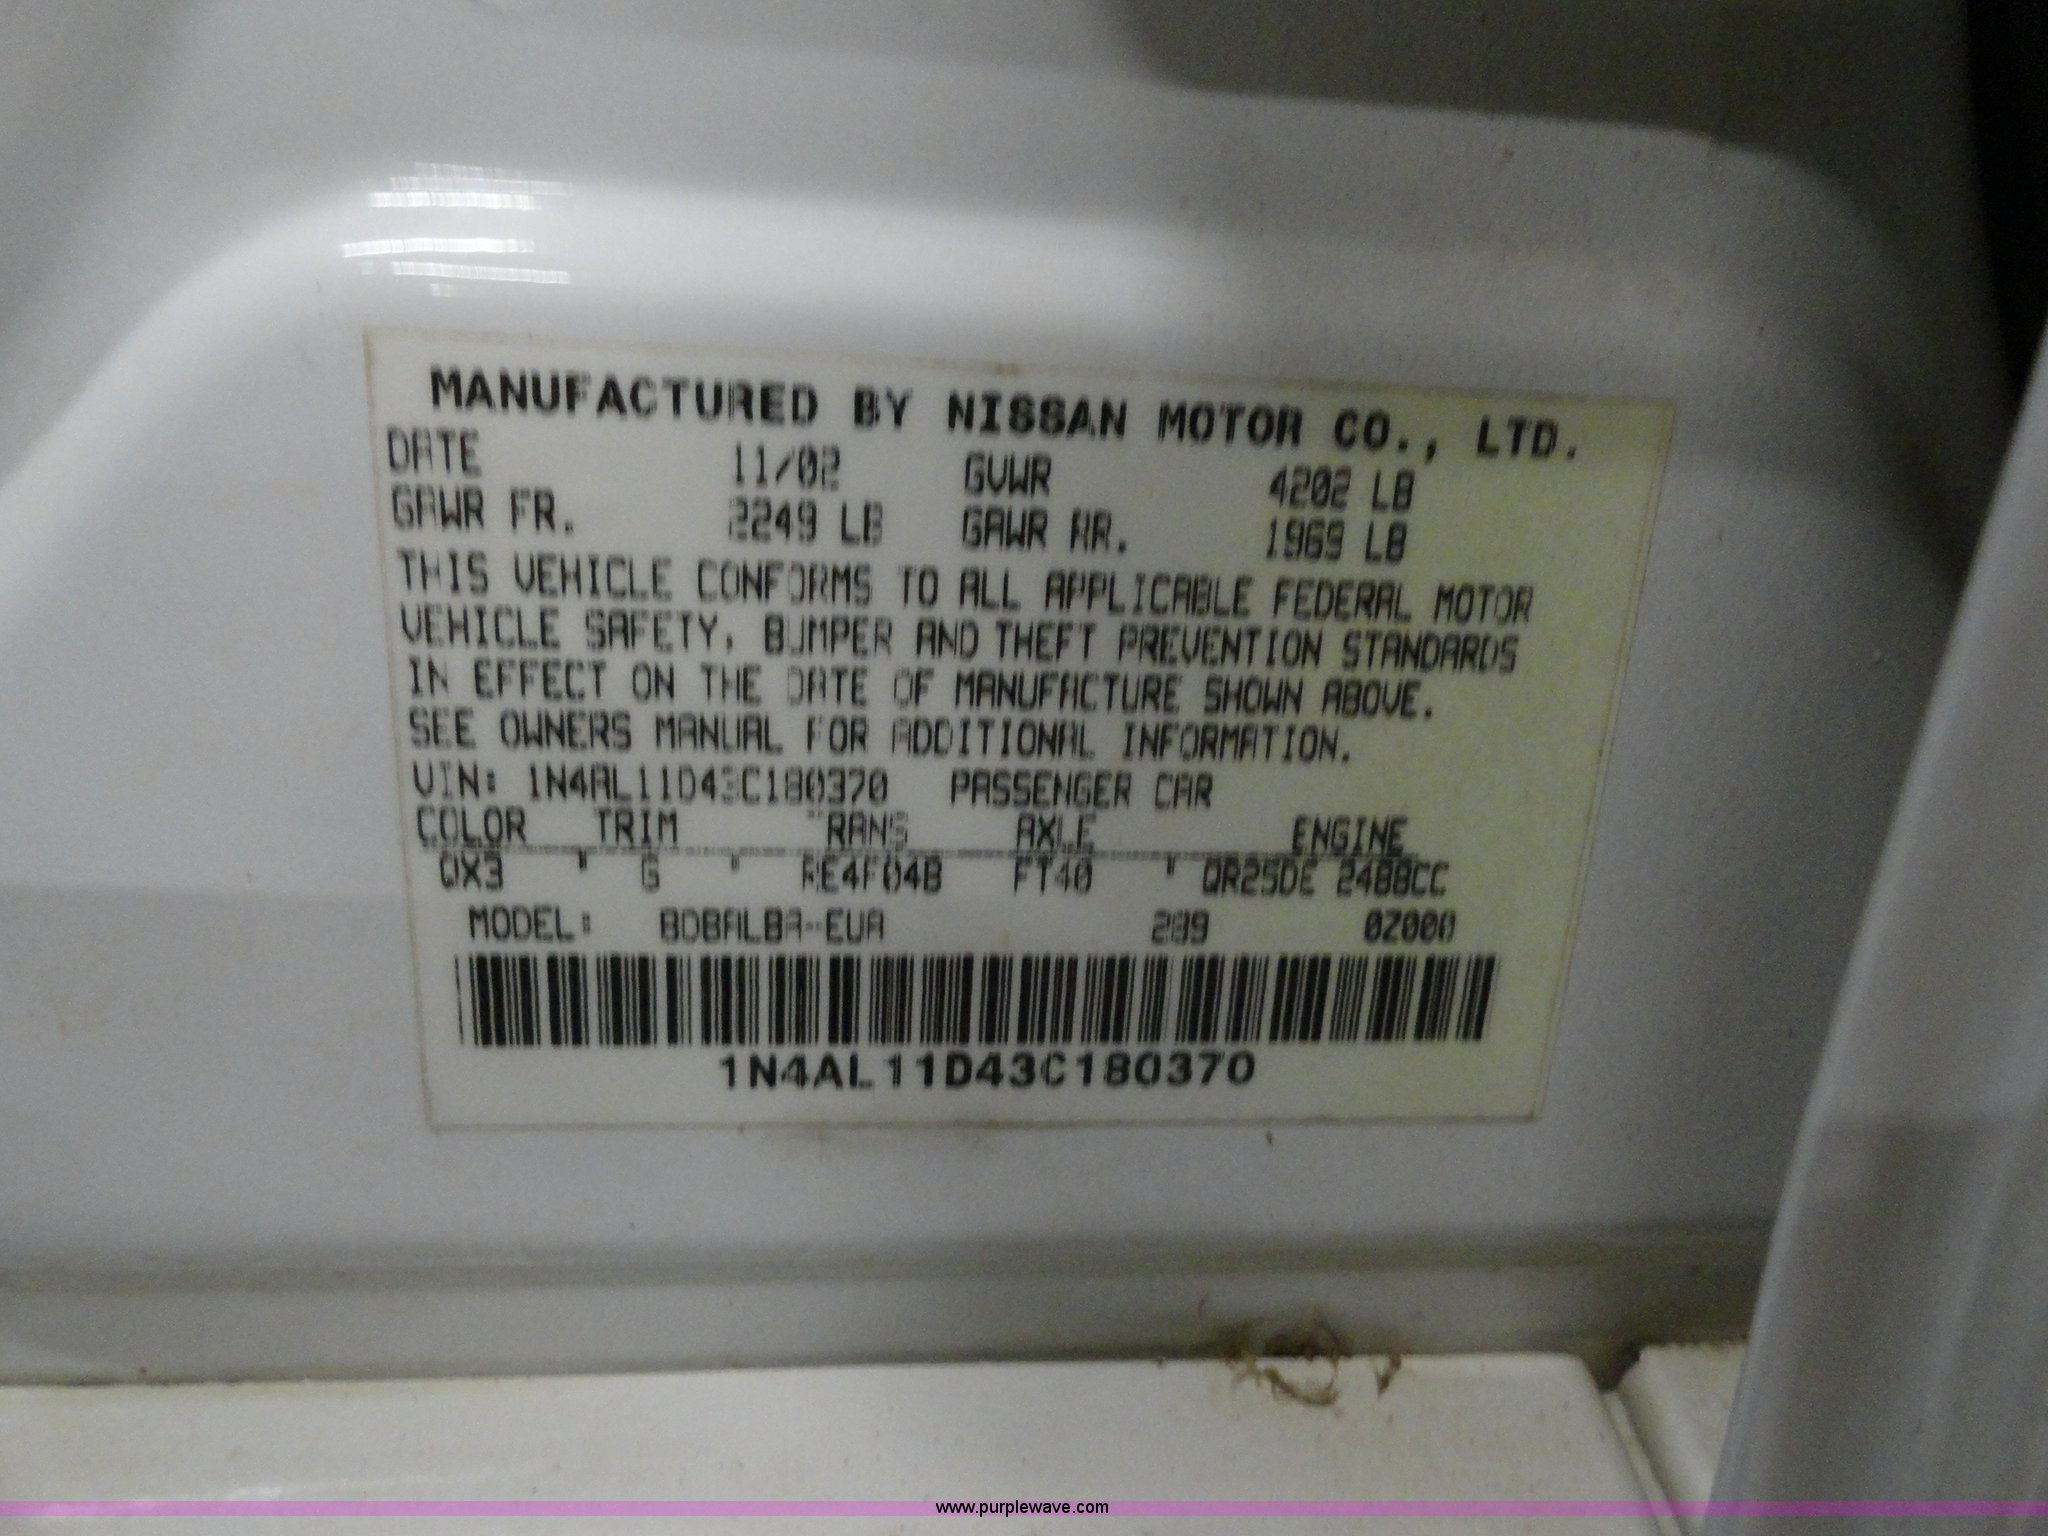 MANUFACTURED BY NISSAN MOTOR CO., LTD.
DATE 11/02 GVWR 4202 LB
GAWR FR. 2249 LB GAWR RR. 1969 LB
THIS VEHICLE CONFORMS TO ALL APPLICABLE FEDERAL MOTOR
VEHICLE SAFETY, BUMPER AND THEFT PREVENTION STANDARDS
IN EFFECT ON THE DATE OF MANUFACTURE SHOWN ABOVE.
SEE OWNERS MANUAL FOR ADDITIONAL INFORMATION.
VIN: 1N4AL11D43C180370 PASSENGER CAR
COLOR TRIM TRANS AXLE ENGINE
QX3 ' G ' RE4F04B FT40 ' QR25DE 2488CC
MODEL: BDBALBA-EUA 0Z000
1N4AL11D43C180370
www.purplewave.com